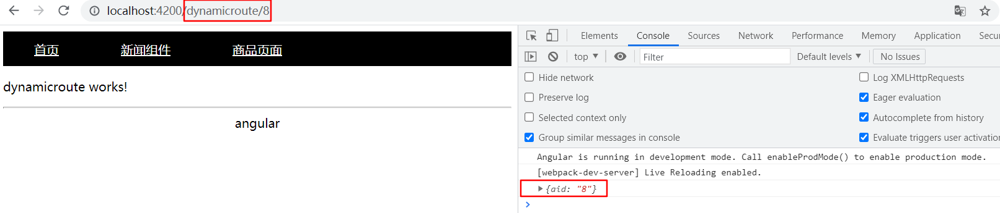 localhost:4200/dynamicroute/8
首页 新闻组件 商品页面
dynamicroute works!
angular
Elements Console Sources Network Performance Memory Application Secu
top Filter Default levels No Issues
Hide network Log XMLHttpRequests
Preserve log Eager evaluation
Selected context only Autocomplete from history
Group similar messages in console Evaluate triggers user activation
Angular is running in development mode. Call enableProdMode() to enable production mode.
[webpack-dev-server] Live Reloading enabled.
{aid: "8"}